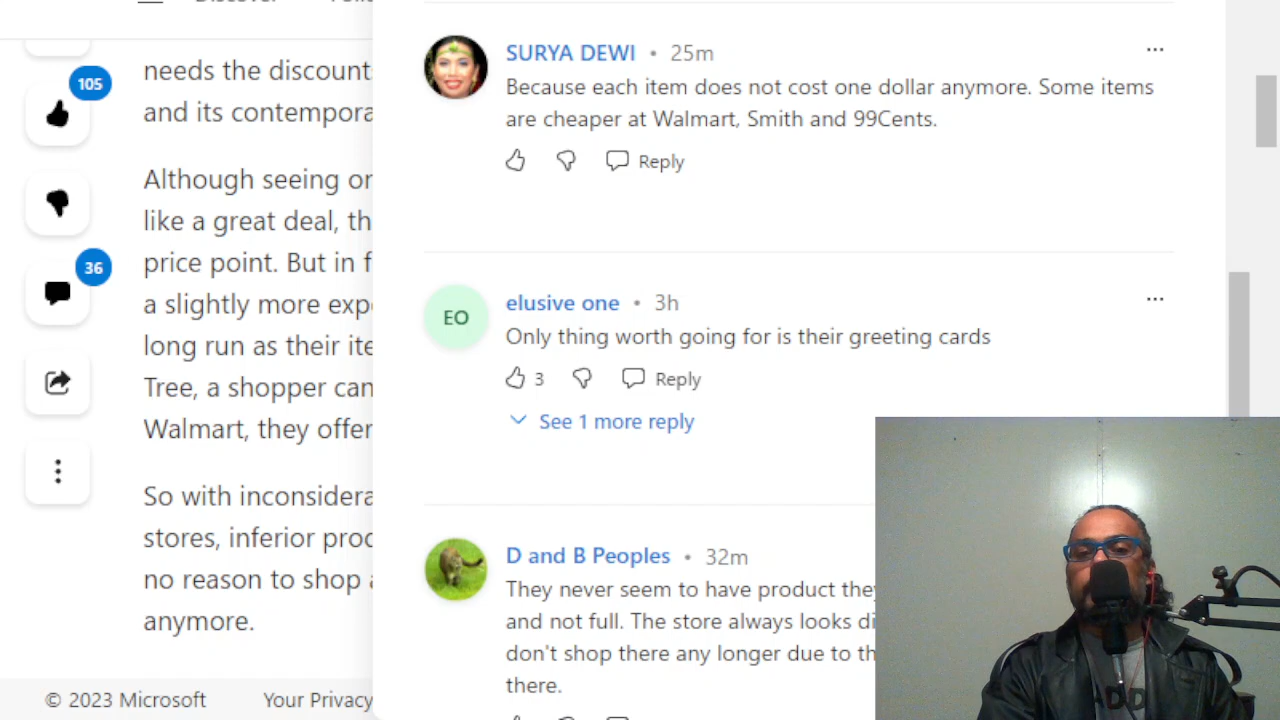 105
needs the discount
and its contempora
Although seeing or
like a great deal, th
price point. But in f
36
a slightly more expe
long run as their ite
Tree, a shopper can
Walmart, they offer
So with inconsidera
stores, inferior prod
no reason to shop a
anymore.
© 2023 Microsoft
Your Privacy
SURYA DEWI • 25m
...
Because each item does not cost one dollar anymore. Some items
are cheaper at Walmart, Smith and 99Cents.
Reply
EO
elusive one • 3h
...
Only thing worth going for is their greeting cards
3
Reply
See 1 more reply
D and B Peoples • 32m
They never seem to have product they
and not full. The store always looks di
don't shop there any longer due to th
there.